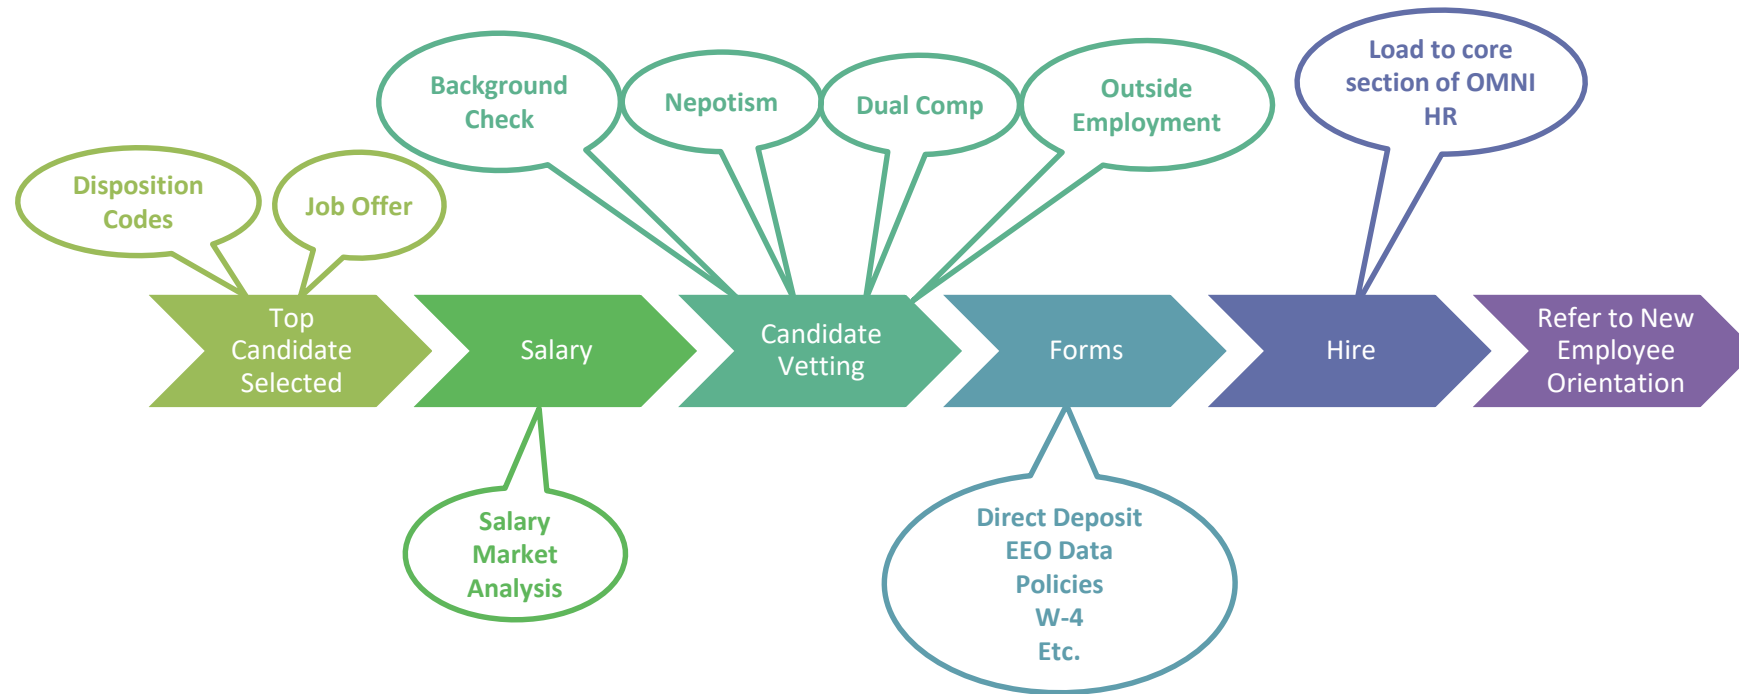 Background
Check
Nepotism
Dual Comp
Outside
Employment
Load to core
section of OMNI
HR
Disposition
Codes
Job Offer
Top
Candidate
Selected
Salary
Candidate
Vetting
Forms
Hire
Refer to New
Employee
Orientation
Salary
Market
Analysis
Direct Deposit
EEO Data
Policies
W-4
Etc.